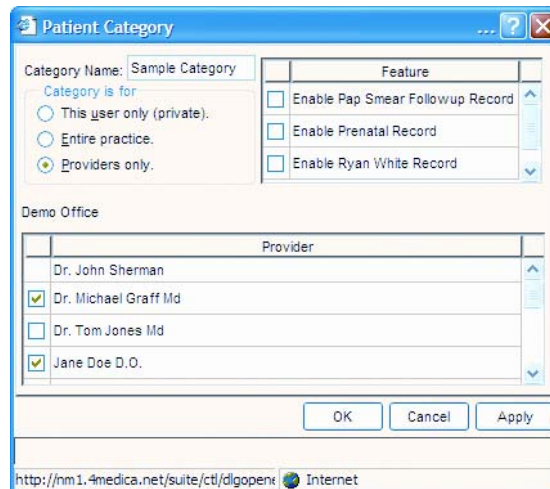 Patient Category
... ?
Category Name: Sample Category
Category is for
This user only (private).
Entire practice.
Providers only.
Feature
Enable Pap Smear Followup Record
Enable Prenatal Record
Enable Ryan White Record
Demo Office
Provider
Dr. John Sherman
Dr. Michael Graff Md
Dr. Tom Jones Md
Jane Doe D.O.
OK Cancel Apply
http://nm1.4medica.net/suite/ctl/dlgopene Internet